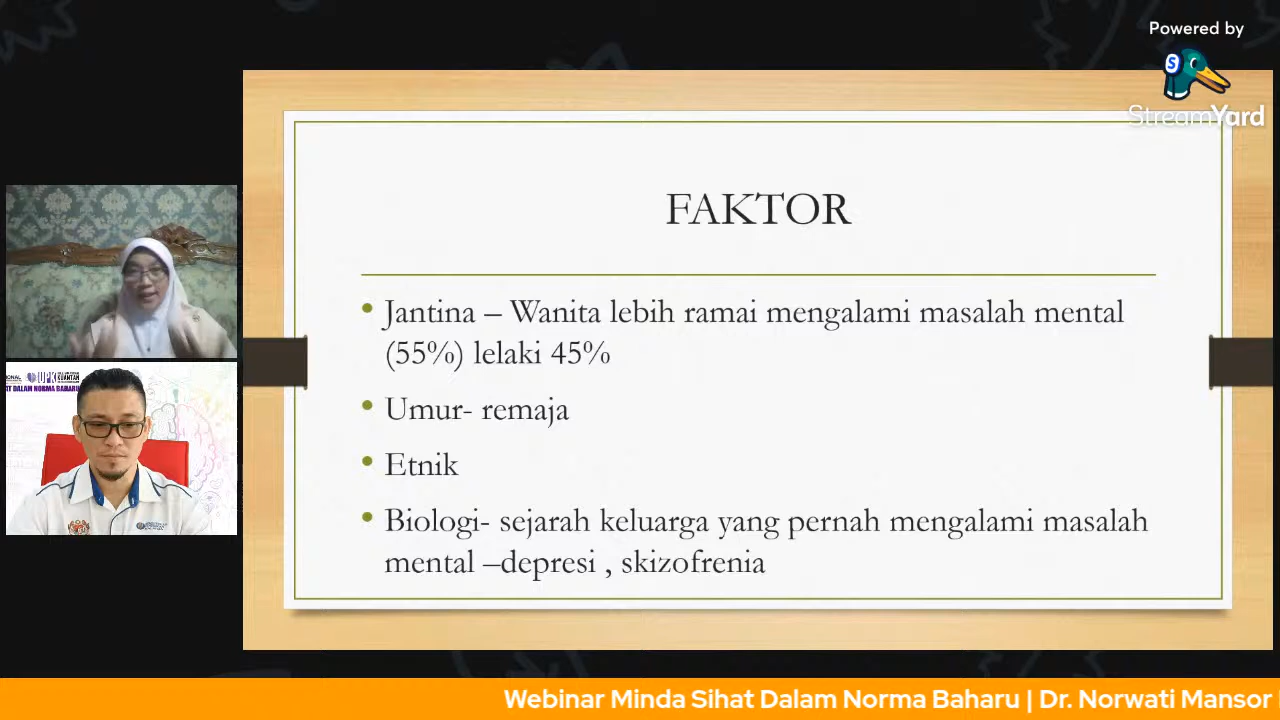 Powered by
StreamYard
FAKTOR
• Jantina – Wanita lebih ramai mengalami masalah mental
(55%) lelaki 45%
• Umur- remaja
• Etnik
• Biologi- sejarah keluarga yang pernah mengalami masalah
mental –depresi , skizofrenia
Webinar Minda Sihat Dalam Norma Baharu | Dr. Norwati Mansor